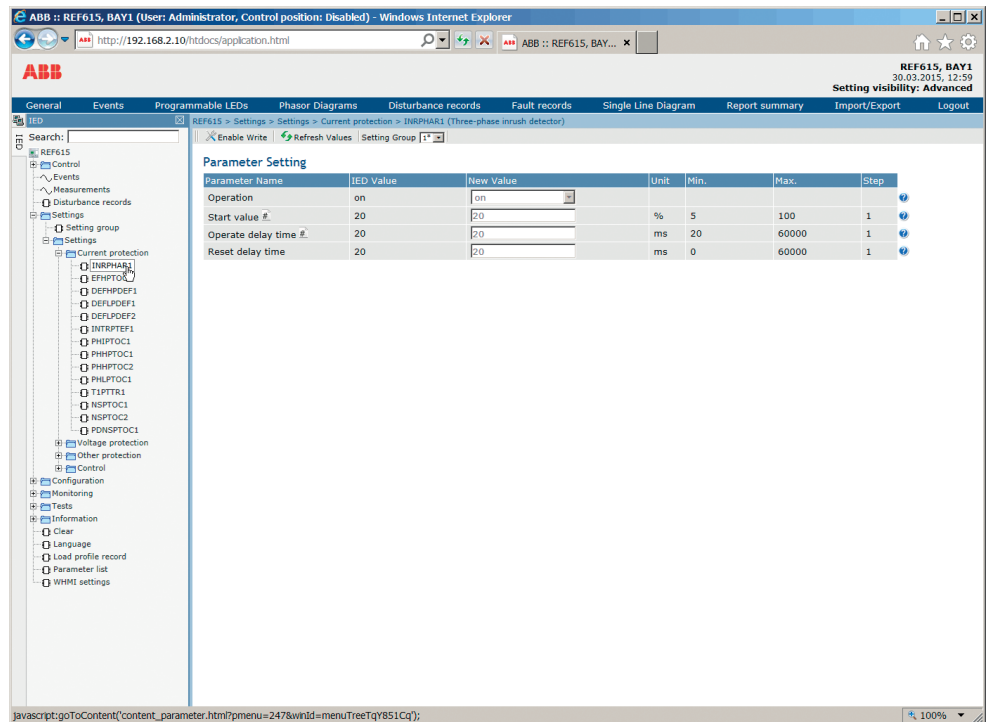 ABB :: REF615, BAY1 (User: Administrator, Control position: Disabled) - Windows Internet Explorer
http://192.168.2.10/htdocs/application.html
ABB :: REF615, BAY...
ABB
REF615, BAY1
30.03.2015, 12:59
Setting visibility: Advanced
General Events Programmable LEDs Phasor Diagrams Disturbance records Fault records Single Line Diagram Report summary Import/Export Logout
IED
REF615 > Settings > Settings > Current protection > INRPHAR1 (Three-phase inrush detector)
IED
Search:
Enable Write Refresh Values Setting Group 1*
REF615
Control
Events
Measurements
Disturbance records
Settings
Setting group
Settings
Current protection
INRPHAR1
EFHPTOC
DEFHPDEF1
DEFLPDEF1
DEFLPDEF2
INTRPTEF1
PHIPTOC1
PHHPTOC1
PHHPTOC2
PHLPTOC1
T1PTTR1
NSPTOC1
NSPTOC2
PDNSPTOC1
Voltage protection
Other protection
Control
Configuration
Monitoring
Tests
Information
Clear
Language
Load profile record
Parameter list
WHMI settings
Parameter Setting
Parameter Name IED Value New Value Unit Min. Max. Step
Operation on on
Start value # 20 20 % 5 100 1
Operate delay time # 20 20 ms 20 60000 1
Reset delay time 20 20 ms 0 60000 1
javascript:goToContent('content_parameter.html?pmenu=247&winId=menuTreeTqY851Cq');
100%